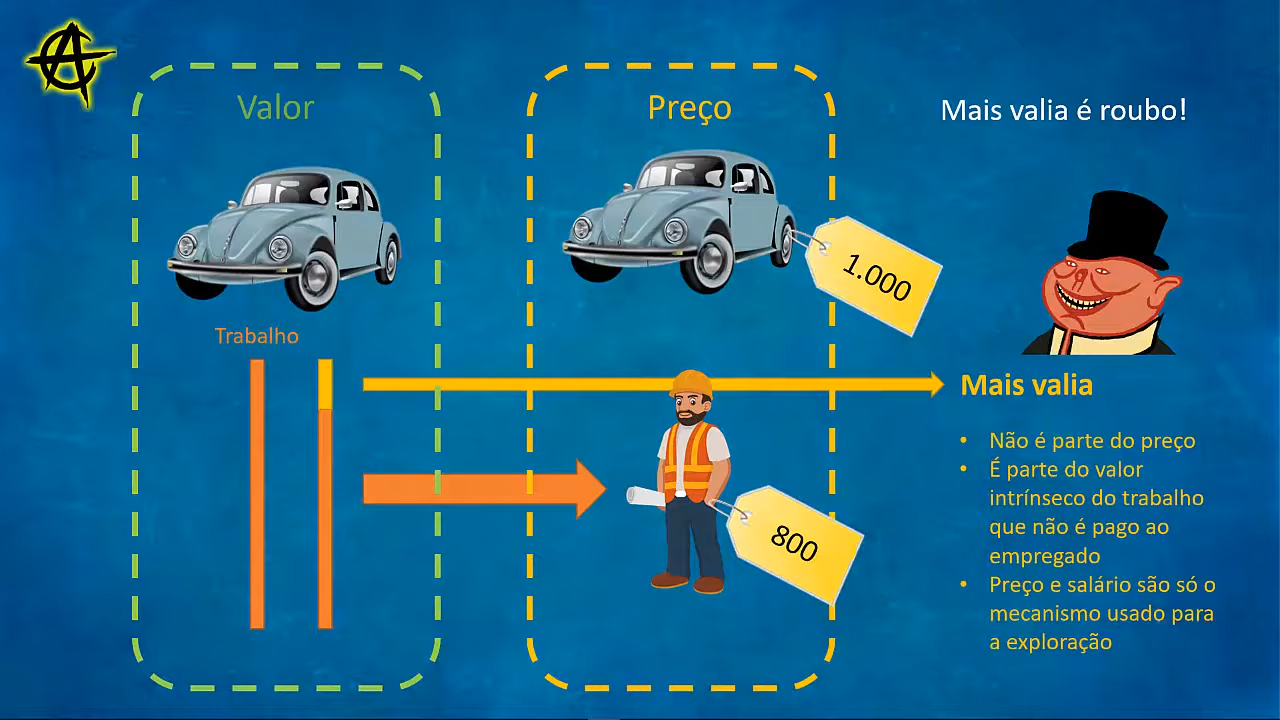 Valor
Preço
Mais valia é roubo!
1.000
Trabalho
Mais valia
• Não é parte do preço
• É parte do valor
intrínseco do trabalho
que não é pago ao
empregado
• Preço e salário são só o
mecanismo usado para
a exploração
800